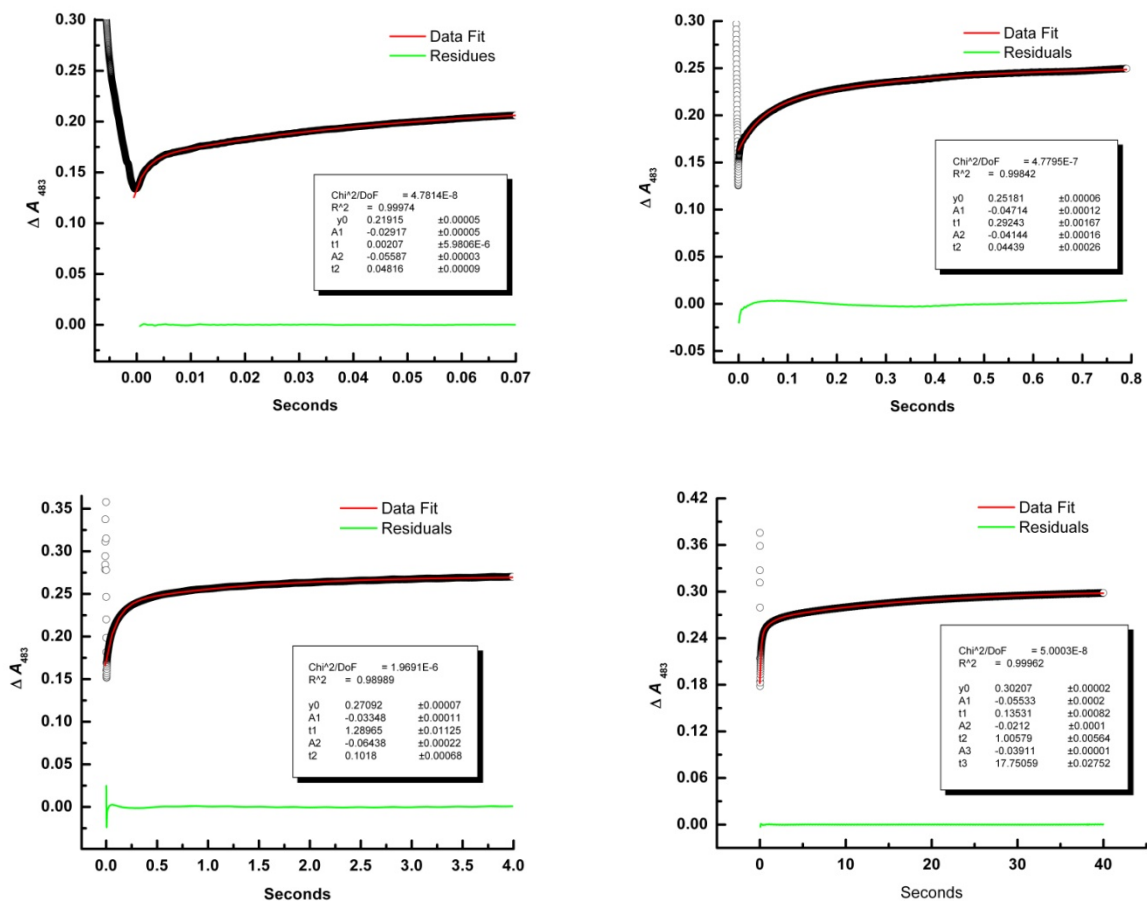 0.30
0.25
0.20
0.15
0.10
0.05
0.00
Δ A483
Data Fit
Residues
Chi^2/DoF = 4.7814E-8
R^2 = 0.99974
y0 0.21915 ±0.00005
A1 -0.02917 ±0.00005
t1 0.00207 ±5.9806E-6
A2 -0.05587 ±0.00003
t2 0.04816 ±0.00009
0.00 0.01 0.02 0.03 0.04 0.05 0.06 0.07
Seconds
0.30
0.25
0.20
0.15
0.10
0.05
0.00
-0.05
Δ A483
Data Fit
Residuals
Chi^2/DoF = 4.7795E-7
R^2 = 0.99842
y0 0.25181 ±0.00006
A1 -0.04714 ±0.00012
t1 0.29243 ±0.00167
A2 -0.04144 ±0.00016
t2 0.04439 ±0.00026
0.0 0.1 0.2 0.3 0.4 0.5 0.6 0.7 0.8
Seconds
0.35
0.30
0.25
0.20
0.15
0.10
0.05
0.00
Δ A483
Data Fit
Residuals
Chi^2/DoF = 1.9691E-6
R^2 = 0.98989
y0 0.27092 ±0.00007
A1 -0.03348 ±0.00011
t1 1.28965 ±0.01125
A2 -0.06438 ±0.00022
t2 0.1018 ±0.00068
0.0 0.5 1.0 1.5 2.0 2.5 3.0 3.5 4.0
Seconds
0.42
0.36
0.30
0.24
0.18
0.12
0.06
0.00
Δ A483
Data Fit
Residuals
Chi^2/DoF = 5.0003E-8
R^2 = 0.99962
y0 0.30207 ±0.00002
A1 -0.05533 ±0.0002
t1 0.13531 ±0.00082
A2 -0.0212 ±0.0001
t2 1.00579 ±0.00564
A3 -0.03911 ±0.00001
t3 17.75059 ±0.02752
0 10 20 30 40
Seconds